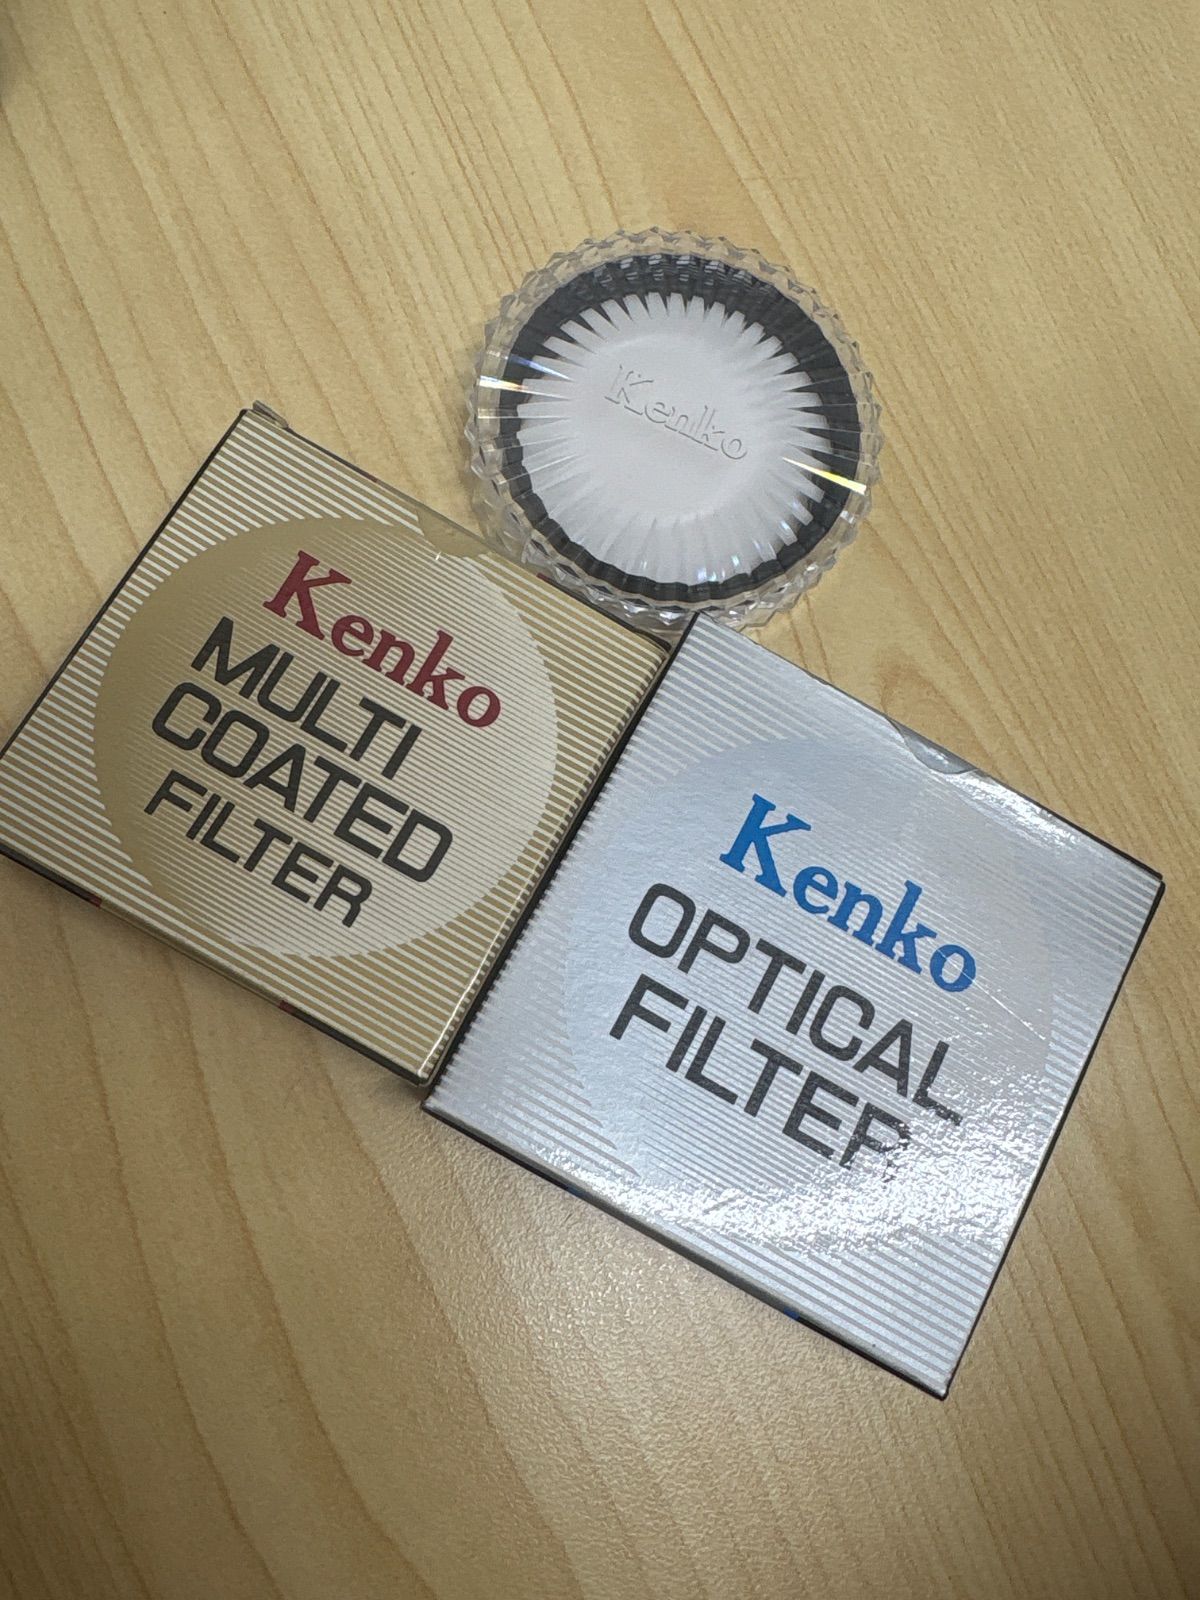 Kenko
Kenko
MULTI
COATED
FILTER
Kenko
OPTICAL
FILTER